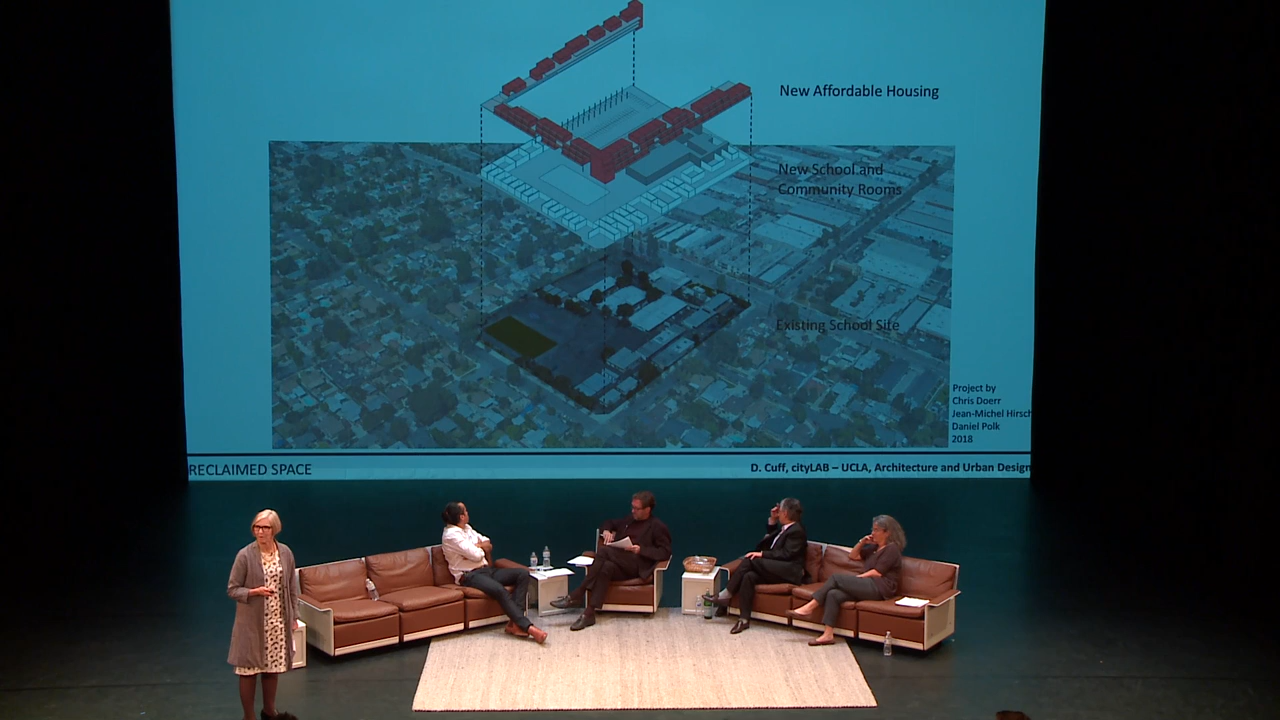 New Affordable Housing
New School and
Community Rooms
Existing School Site
Project by
Chris Doerr
Jean-Michel Hirsch
Daniel Polk
2018
RECLAIMED SPACE
D. Cuff, cityLAB – UCLA, Architecture and Urban Design